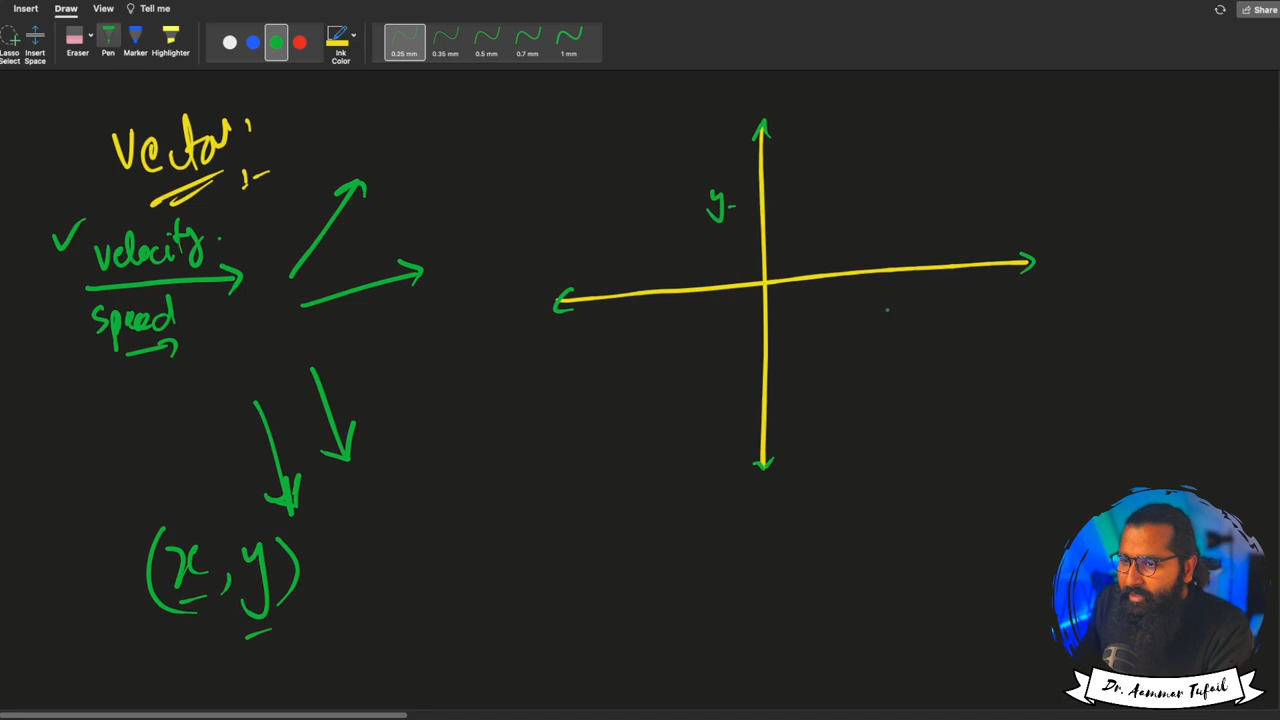 Insert Draw View Tell me
Share
Lasso Select
Insert Space
Eraser
Pen
Marker
Highlighter
Ink Color
0.25 mm
0.35 mm
0.5 mm
0.7 mm
1 mm
Vector:
velocity.
speed
y-
(x, y)
Dr. Aammar Tufail